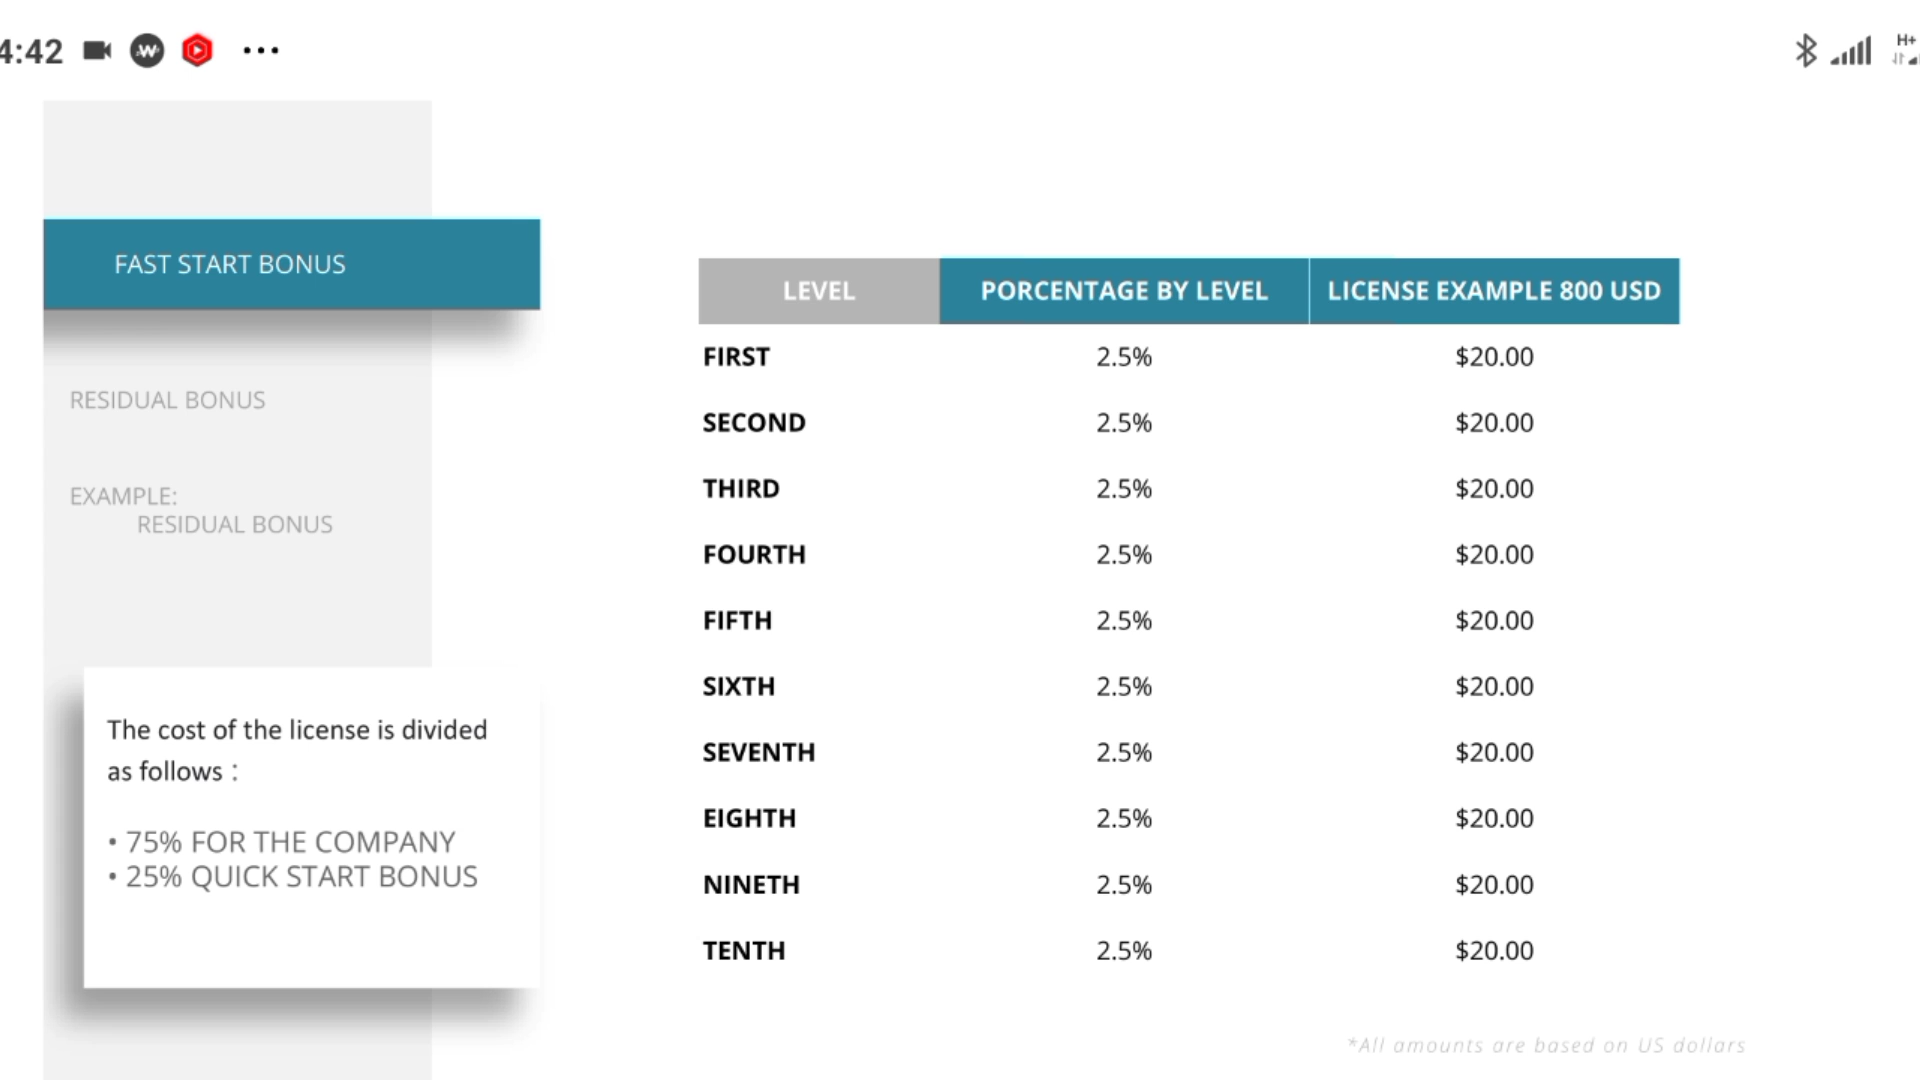 4:42
H+
FAST START BONUS
RESIDUAL BONUS
EXAMPLE:
RESIDUAL BONUS
The cost of the license is divided
as follows :
• 75% FOR THE COMPANY
• 25% QUICK START BONUS
LEVEL PORCENTAGE BY LEVEL LICENSE EXAMPLE 800 USD
FIRST 2.5% $20.00
SECOND 2.5% $20.00
THIRD 2.5% $20.00
FOURTH 2.5% $20.00
FIFTH 2.5% $20.00
SIXTH 2.5% $20.00
SEVENTH 2.5% $20.00
EIGHTH 2.5% $20.00
NINETH 2.5% $20.00
TENTH 2.5% $20.00
*All amounts are based on US dollars